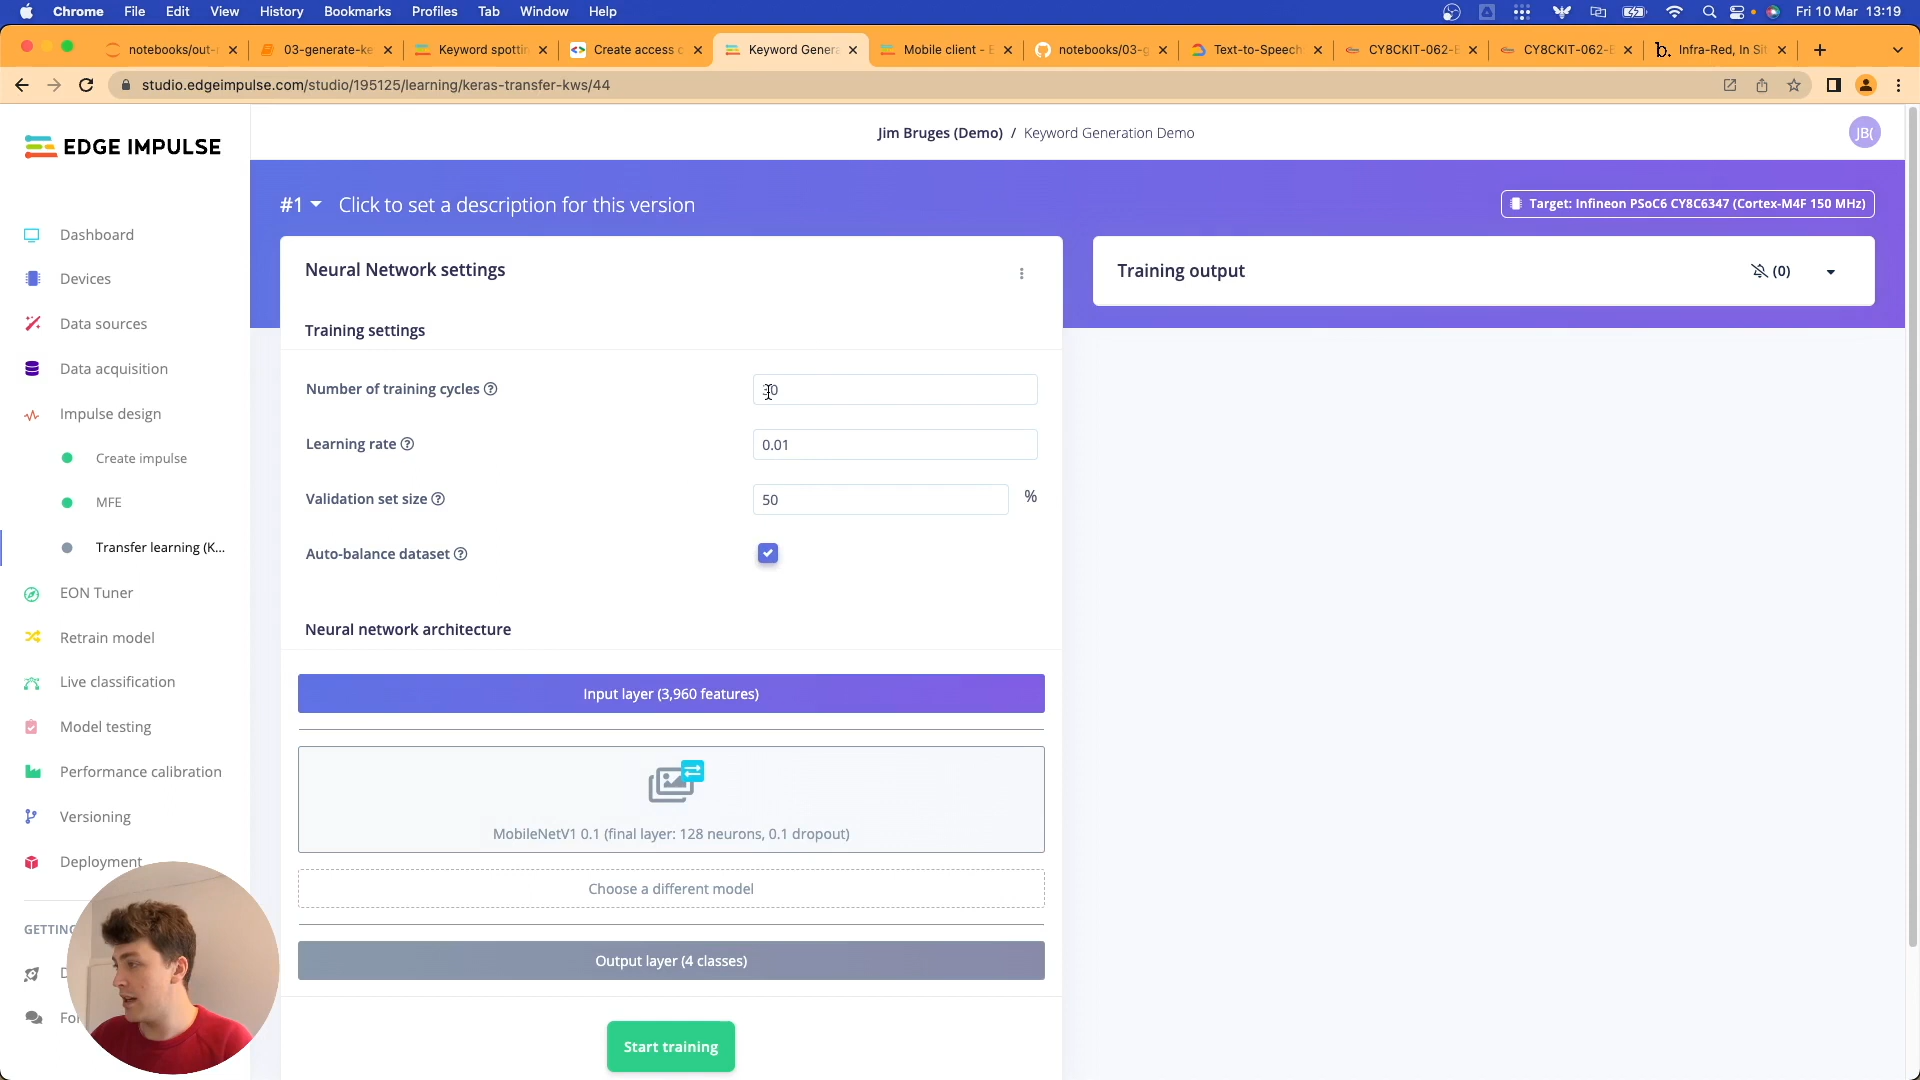 Chrome File Edit View History Bookmarks Profiles Tab Window Help Fri 10 Mar 13:19
notebooks/out- 03-generate-ke Keyword spotti Create access c Keyword Genera Mobile client - E notebooks/03-g Text-to-Speech CY8CKIT-062- CY8CKIT-062- b. Infra-Red, In Sit
studio.edgeimpulse.com/studio/195125/learning/keras-transfer-kws/44
EDGE IMPULSE
Jim Bruges (Demo) / Keyword Generation Demo
JB(
#1 Click to set a description for this version
Target: Infineon PSoC6 CY8C6347 (Cortex-M4F 150 MHz)
Dashboard
Devices
Data sources
Data acquisition
Impulse design
Create impulse
MFE
Transfer learning (K...
EON Tuner
Retrain model
Live classification
Model testing
Performance calibration
Versioning
Deployment
GETTING
Neural Network settings
Training settings
Number of training cycles
Learning rate 0.01
Validation set size 50 %
Auto-balance dataset
Neural network architecture
Input layer (3,960 features)
MobileNetV1 0.1 (final layer: 128 neurons, 0.1 dropout)
Choose a different model
Output layer (4 classes)
Start training
Training output (0)